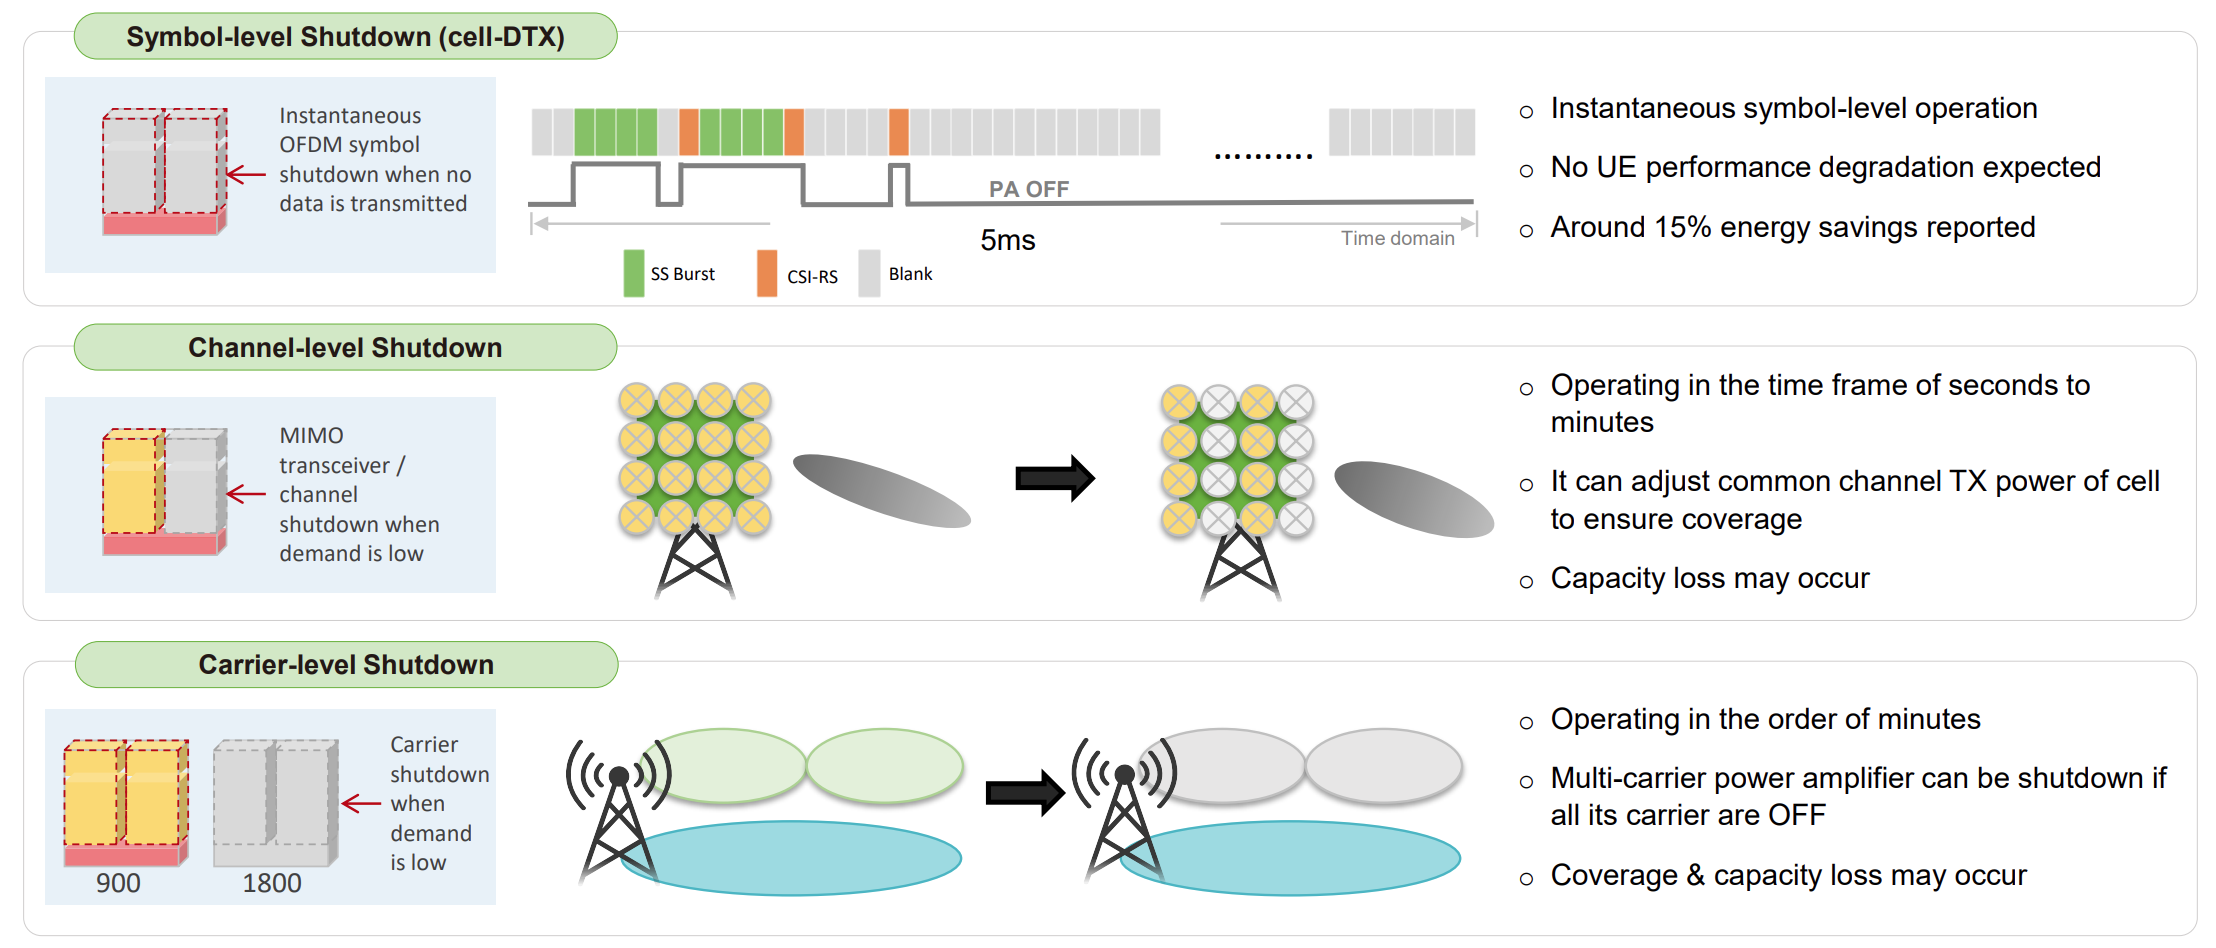 Symbol-level Shutdown (cell-DTX)
Instantaneous
OFDM symbol
shutdown when no
data is transmitted
..........
PA OFF
5ms
Time domain
SS Burst
CSI-RS
Blank
o Instantaneous symbol-level operation
o No UE performance degradation expected
o Around 15% energy savings reported
Channel-level Shutdown
MIMO
transceiver /
channel
shutdown when
demand is low
o Operating in the time frame of seconds to
minutes
o It can adjust common channel TX power of cell
to ensure coverage
o Capacity loss may occur
Carrier-level Shutdown
900
1800
Carrier
shutdown
when
demand
is low
o Operating in the order of minutes
o Multi-carrier power amplifier can be shutdown if
all its carrier are OFF
o Coverage & capacity loss may occur